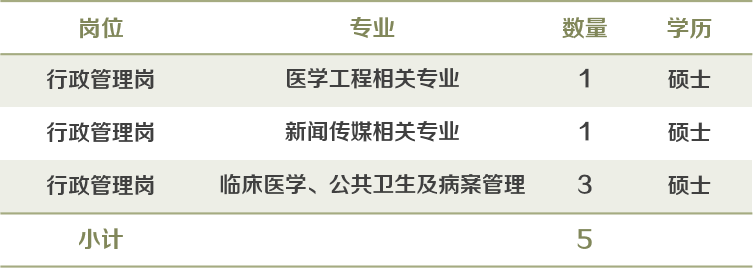 岗位 专业 数量 学历
行政管理岗 医学工程相关专业 1 硕士
行政管理岗 新闻传媒相关专业 1 硕士
行政管理岗 临床医学、公共卫生及病案管理 3 硕士
小计 5